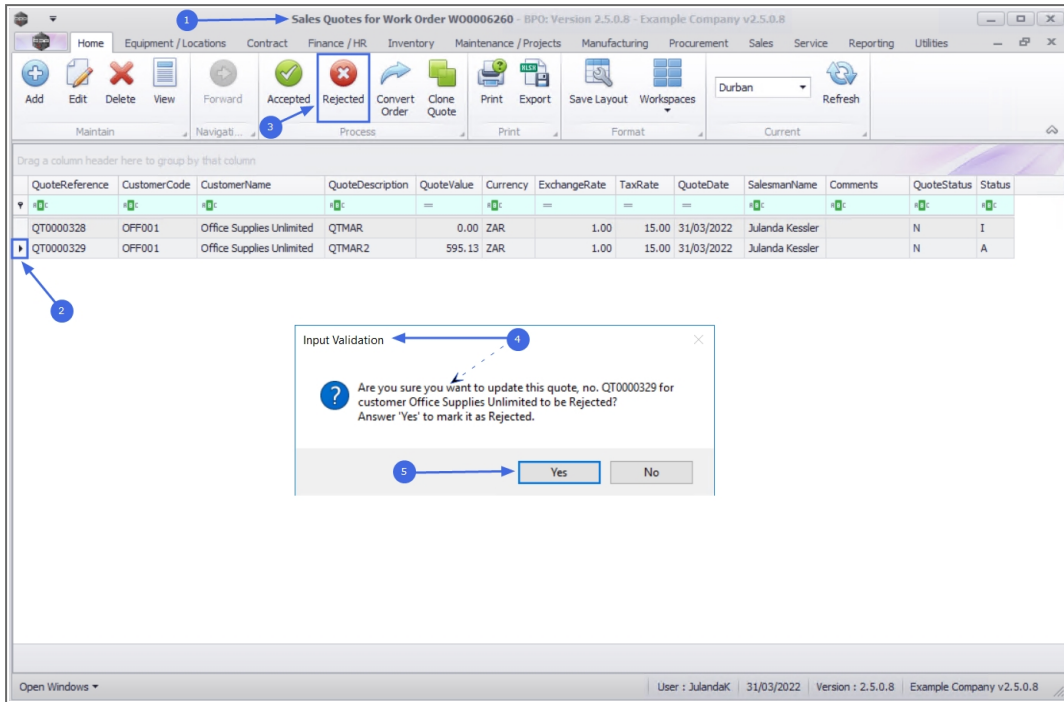 1
Sales Quotes for Work Order WO0006260 - BPO: Version 2.5.0.8 - Example Company v2.5.0.8
Home Equipment / Locations Contract Finance / HR Inventory Maintenance / Projects Manufacturing Procurement Sales Service Reporting Utilities
Add Edit Delete View Forward Accepted Rejected Convert Order Clone Quote Print Export Save Layout Workspaces Durban Refresh
3
Maintain Navigati... Process Print Format Current
Drag a column header here to group by that column
QuoteReference CustomerCode CustomerName QuoteDescription QuoteValue Currency ExchangeRate TaxRate QuoteDate SalesmanName Comments QuoteStatus Status
QT0000328 OFF001 Office Supplies Unlimited QTMAR 0.00 ZAR 1.00 15.00 31/03/2022 Julanda Kessler N I
QT0000329 OFF001 Office Supplies Unlimited QTMAR2 595.13 ZAR 1.00 15.00 31/03/2022 Julanda Kessler N A
2
Input Validation 4
Are you sure you want to update this quote, no. QT0000329 for
customer Office Supplies Unlimited to be Rejected?
Answer 'Yes' to mark it as Rejected.
5 Yes No
Open Windows User : JulandaK 31/03/2022 Version : 2.5.0.8 Example Company v2.5.0.8